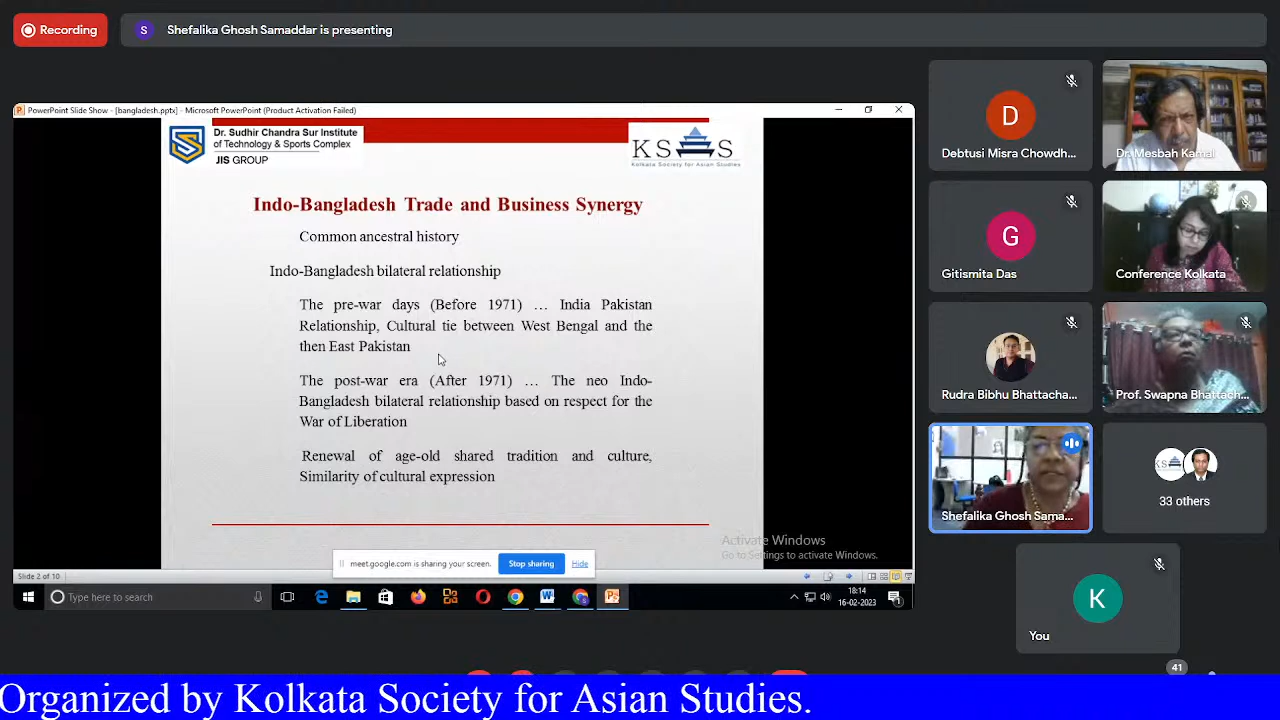 Recording
S
Shefalika Ghosh Samaddar is presenting
PowerPoint Slide Show - [bangladesh.pptx] - Microsoft PowerPoint (Product Activation Failed)
Dr. Sudhir Chandra Sur Institute
of Technology & Sports Complex
JIS GROUP
KSAS
Kolkata Society for Asian Studies
Indo-Bangladesh Trade and Business Synergy
Common ancestral history
Indo-Bangladesh bilateral relationship
The pre-war days (Before 1971) … India Pakistan
Relationship, Cultural tie between West Bengal and the
then East Pakistan
The post-war era (After 1971) … The neo Indo-
Bangladesh bilateral relationship based on respect for the
War of Liberation
Renewal of age-old shared tradition and culture,
Similarity of cultural expression
Activate Windows
Go to Settings to activate Windows.
meet.google.com is sharing your screen.
Stop sharing
Hide
Slide 2 of 10
Type here to search
18:14
16-02-2023
1
D
Debtusi Misra Chowdh...
Dr. Mesbah Kamal
G
Gitismita Das
Conference Kolkata
Rudra Bibhu Bhattacha...
Prof. Swapna Bhattach...
Shefalika Ghosh Sama...
33 others
K
You
41
Organized by Kolkata Society for Asian Studies.